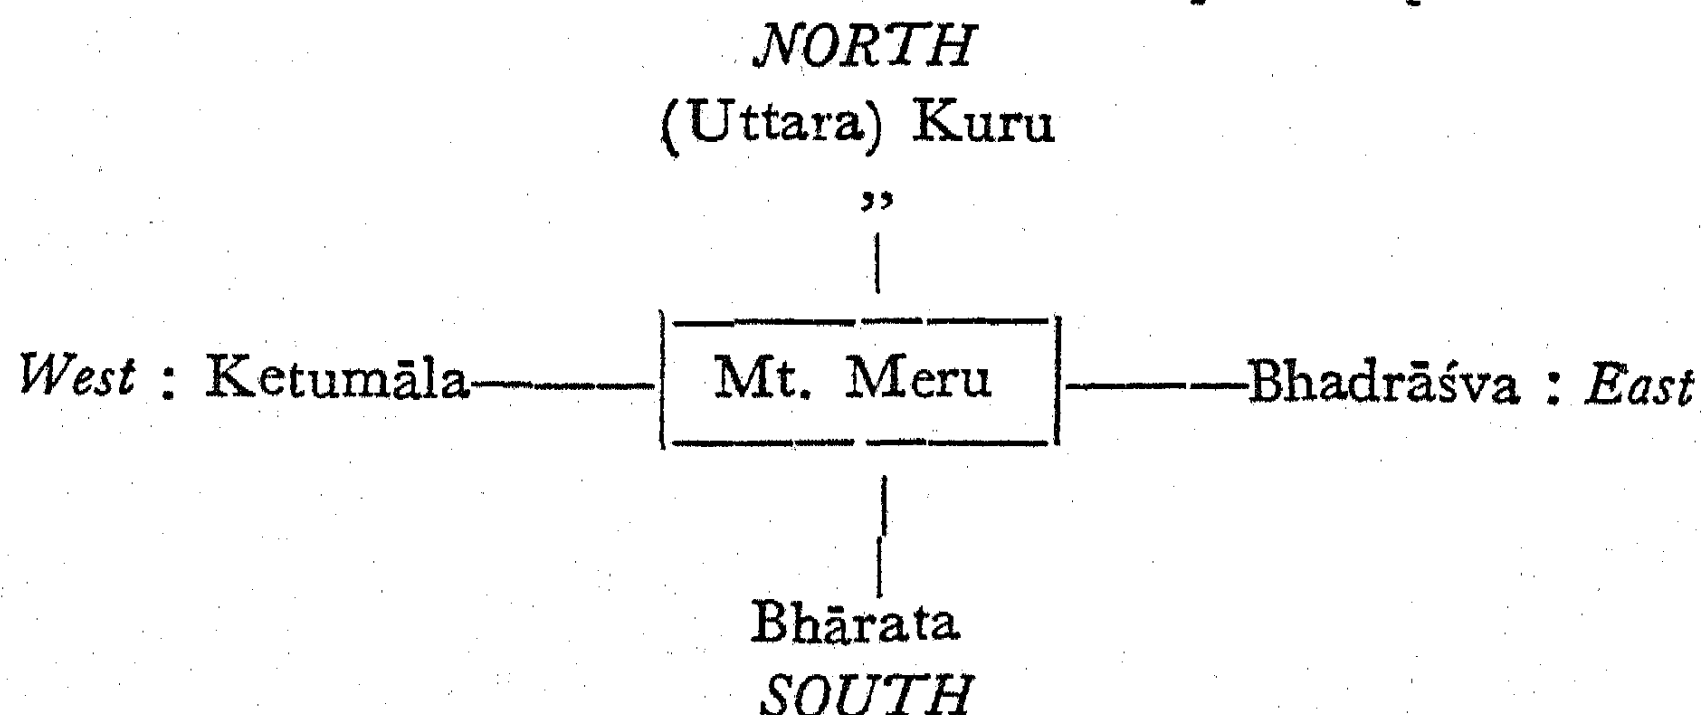 NORTH
(Uttara) Kuru
”
West : Ketumāla Mt. Meru Bhadrāśva : East
Bhārata
SOUTH